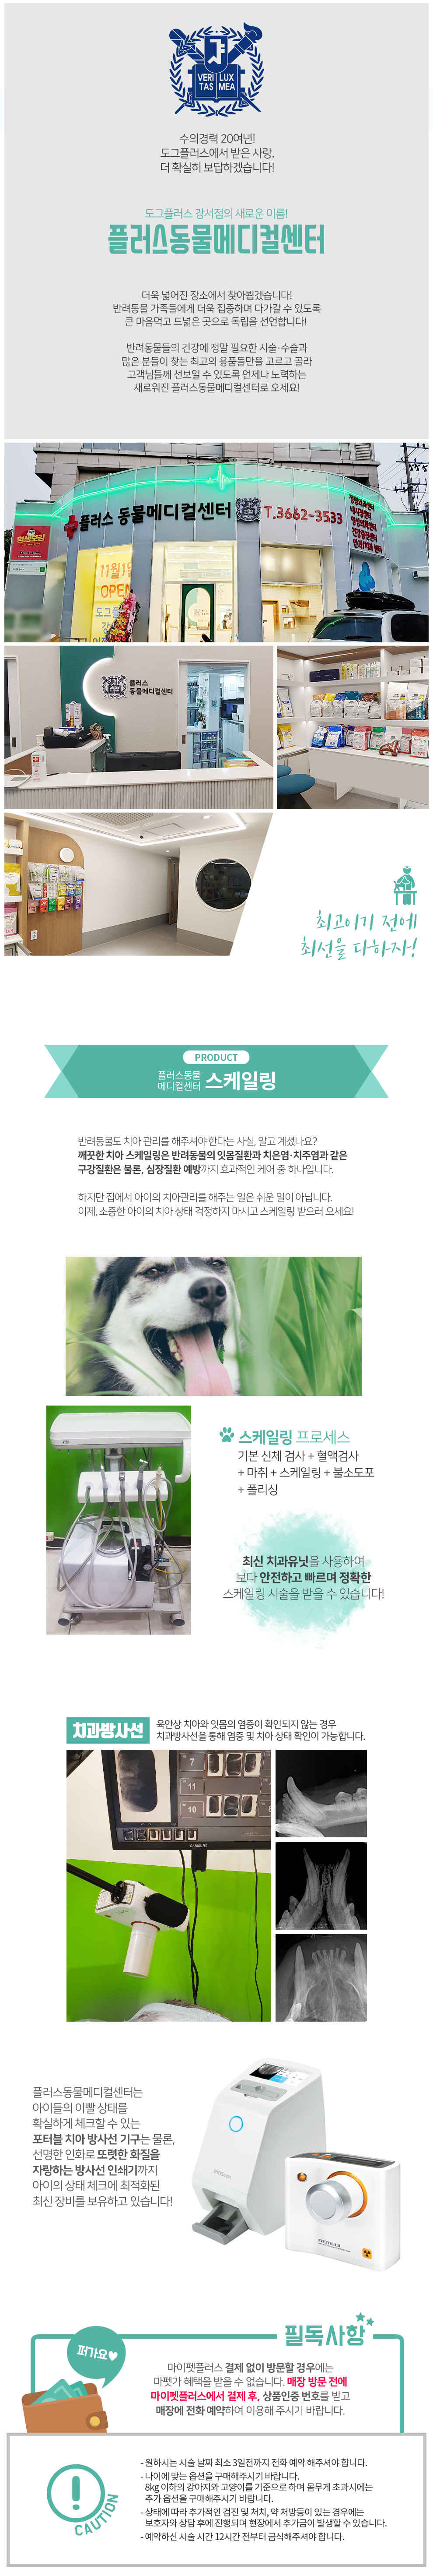 VERI LUX
TAS MEA
수의경력 20여년!
도그플러스에서 받은 사랑,
더 확실히 보답하겠습니다!
도그플러스 강서점의 새로운 이름!
플러스동물메디컬센터
더욱 넓어진 장소에서 찾아뵙겠습니다!
반려동물 가족들에게 더욱 집중하며 다가갈 수 있도록
큰 마음먹고 드넓은 곳으로 독립을 선언합니다!
반려동물들의 건강에 정말 필요한 시술·수술과
많은 분들이 찾는 최고의 용품들만을 고르고 골라
고객님들께 선보일 수 있도록 언제나 노력하는
새로워진 플러스동물메디컬센터로 오세요!
플러스 동물메디컬센터 T.3662-3533
11월1일
OPEN
도그플
플러스
동물메디컬센터
최고이기 전에
최선을 다하자!
PRODUCT
플러스동물
메디컬센터 스케일링
반려동물도 치아 관리를 해주셔야 한다는 사실, 알고 계셨나요?
깨끗한 치아 스케일링은 반려동물의 잇몸질환과 치은염·치주염과 같은
구강질환은 물론, 심장질환 예방까지 효과적인 케어 중 하나입니다.
하지만 집에서 아이의 치아관리를 해주는 일은 쉬운 일이 아닙니다.
이제, 소중한 아이의 치아 상태 걱정하지 마시고 스케일링 받으러 오세요!
스케일링 프로세스
기본 신체 검사 + 혈액검사
+ 마취 + 스케일링 + 불소도포
+ 폴리싱
최신 치과유닛을 사용하여
보다 안전하고 빠르며 정확한
스케일링 시술을 받을 수 있습니다!
치과방사선
육안상 치아와 잇몸의 염증이 확인되지 않는 경우
치과방사선을 통해 염증 및 치아 상태 확인이 가능합니다.
7
11
10
SAMSUNG
플러스동물메디컬센터는
아이들의 이빨 상태를
확실하게 체크할 수 있는
포터블 치아 방사선 기구는 물론,
선명한 인화로 또렷한 화질을
자랑하는 방사선 인쇄기까지
아이의 상태 체크에 최적화된
최신 장비를 보유하고 있습니다!
필독사항
퍼가요♥
마이펫플러스 결제 없이 방문할 경우에는
마펫가 혜택을 받을 수 없습니다. 매장 방문 전에
마이펫플러스에서 결제 후, 상품인증 번호를 받고
매장에 전화 예약하여 이용해 주시기 바랍니다.
CAUTION
- 원하시는 시술 날짜 최소 3일전까지 전화 예약 해주셔야 합니다.
- 나이에 맞는 옵션을 구매해주시기 바랍니다.
8kg 이하의 강아지와 고양이를 기준으로 하며 몸무게 초과시에는
추가 옵션을 구매해주시기 바랍니다.
- 상태에 따라 추가적인 검진 및 처치, 약 처방등이 있는 경우에는
보호자와 상담 후에 진행되며 현장에서 추가금이 발생할 수 있습니다.
- 예약하신 시술 시간 12시간 전부터 금식해주셔야 합니다.